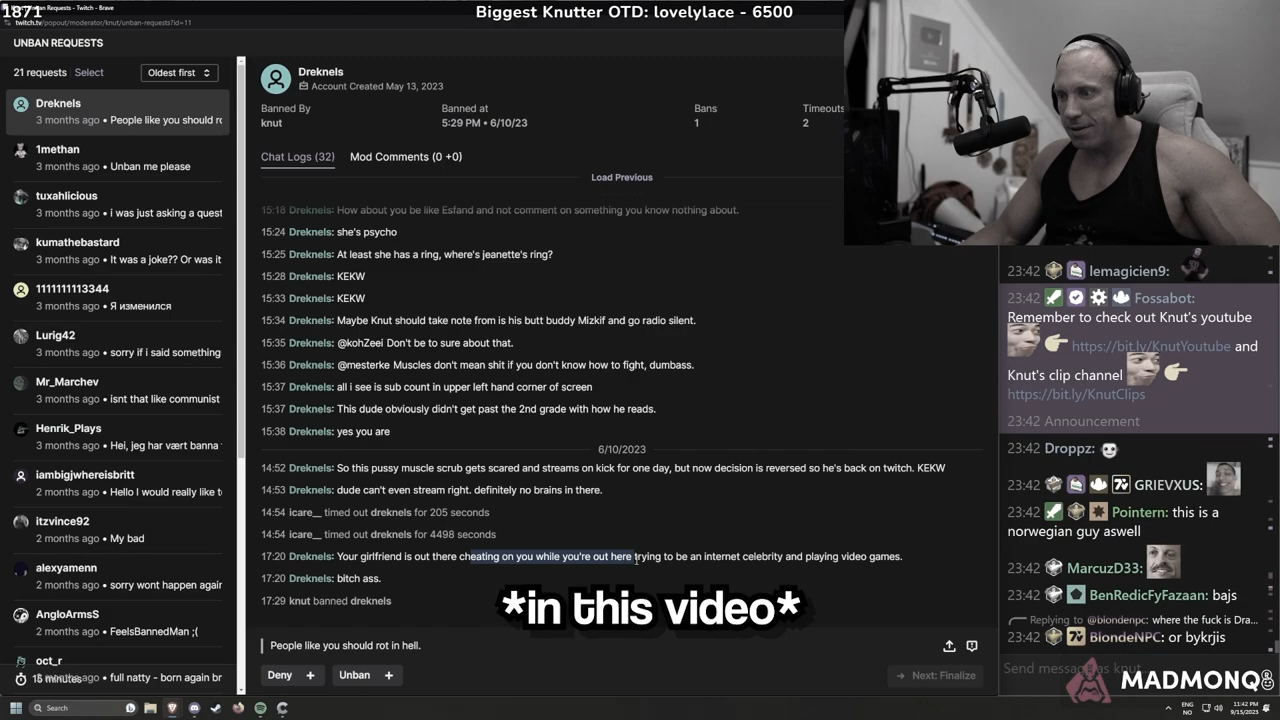 1871
Unban Requests - Twitch - Brave
Biggest Knutter OTD: lovelylace - 6500
twitch.tv/popout/moderator/knut/unban-requests?id=11
UNBAN REQUESTS
21 requests Select Oldest first
Dreknels
3 months ago • People like you should ro
1methan
3 months ago • Unban me please
tuxahlicious
3 months ago • i was just asking a quest
kumathebastard
3 months ago • It was a joke?? Or was it
1111111113344
3 months ago • Я изменился
Lurig42
3 months ago • sorry if i said something
Mr_Marchev
3 months ago • isnt that like communist
Henrik_Plays
3 months ago • Hei, jeg har vært banna
iambigjwhereisbritt
2 months ago • Hello I would really like t
itzvince92
2 months ago • My bad
alexyamenn
2 months ago • Yeah for sure
AngloArmsS
2 months ago • FeelsBannedMan ;(
oct_r
• full natty - born again br
Dreknels
Account Created May 13, 2023
Banned By
knut
Banned at
5:29 PM • 6/10/23
Bans
1
Timeouts
2
Chat Logs (32) Mod Comments (0 +0)
Load Previous
15:18 Dreknels: How about you be like Esfand and not comment on something you know nothing about.
15:24 Dreknels: she's psycho
15:25 Dreknels: At least she has a ring, where's jeanette's ring?
15:28 Dreknels: KEKW
15:33 Dreknels: KEKW
15:34 Dreknels: Maybe Knut should take note from is his butt buddy Mizkif and go radio silent.
15:35 Dreknels: @kohZeei Don't be to sure about that.
15:36 Dreknels: @mesterke Muscles don't mean shit if you don't know how to fight, dumbass.
15:37 Dreknels: all i see is sub count in upper left hand corner of screen
15:37 Dreknels: This dude obviously didn't get past the 2nd grade with how he reads.
15:38 Dreknels: yes you are
6/10/2023
14:52 Dreknels: So this pussy muscle scrub gets scared and streams on kick for one day, but now decision is reversed so he's back on twitch. KEKW
14:53 Dreknels: dude can't even stream right. definitely no brains in there.
14:54 icare__ timed out dreknels for 205 seconds
14:54 icare__ timed out dreknels for 4498 seconds
17:20 Dreknels: Your girlfriend is out there cheating on you while you're out here trying to be an internet celebrity and playing video games.
17:20 Dreknels: bitch ass.
17:29 knut banned dreknels
*in this video*
People like you should rot in hell.
Deny + Unban + → Next: Finalize
23:42 lemagicien9:
23:42 Fossabot:
Remember to check out Knut's youtube
https://bit.ly/KnutYoutube and
Knut's clip channel
https://bit.ly/KnutClips
23:42 Announcement
23:42 Droppz:
23:42 GRIEVXUS:
23:42 Pointern: this is a
norwegian guy aswell
23:42 MarcuzD33:
23:42 BenRedicFyFazaan: bajs
Replying to @blondenpc: where the fuck is Dra...
23:42 BlondeNPC: or bykrjis
Send message as knut
MADMONQ
Search
ENG
NO
11:42 PM
9/15/2023